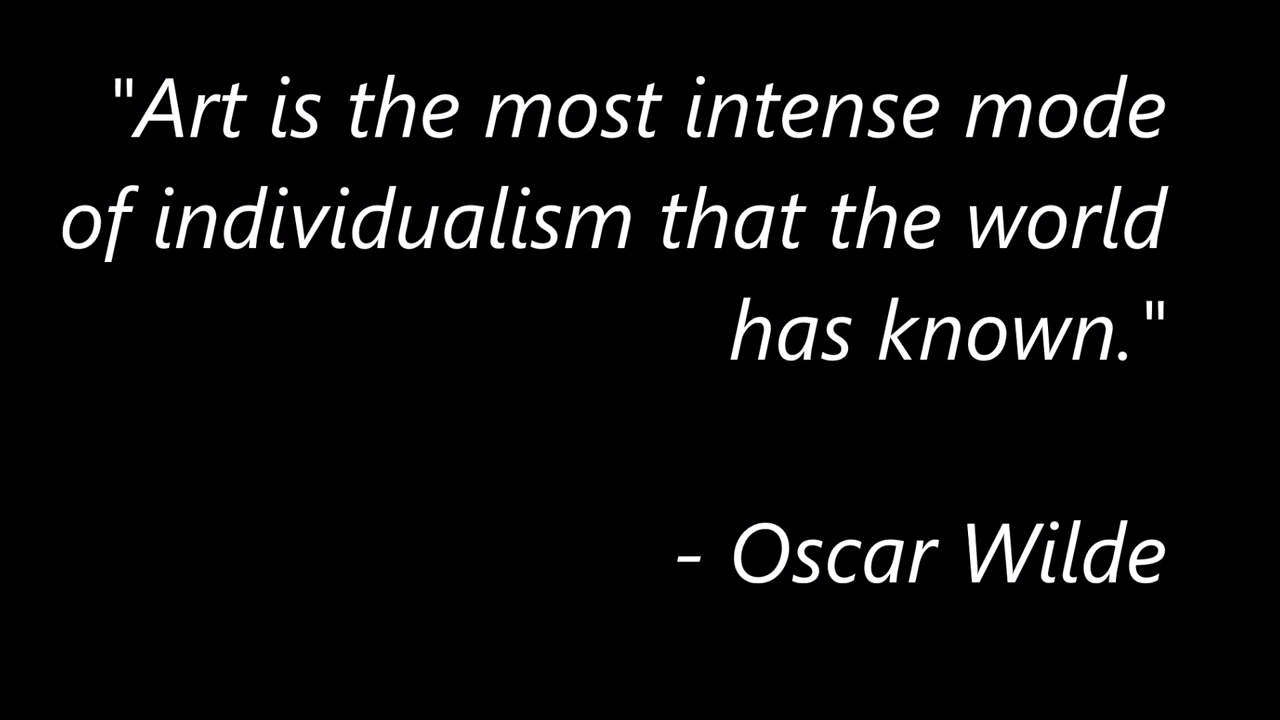 "Art is the most intense mode
of individualism that the world
has known."
- Oscar Wilde